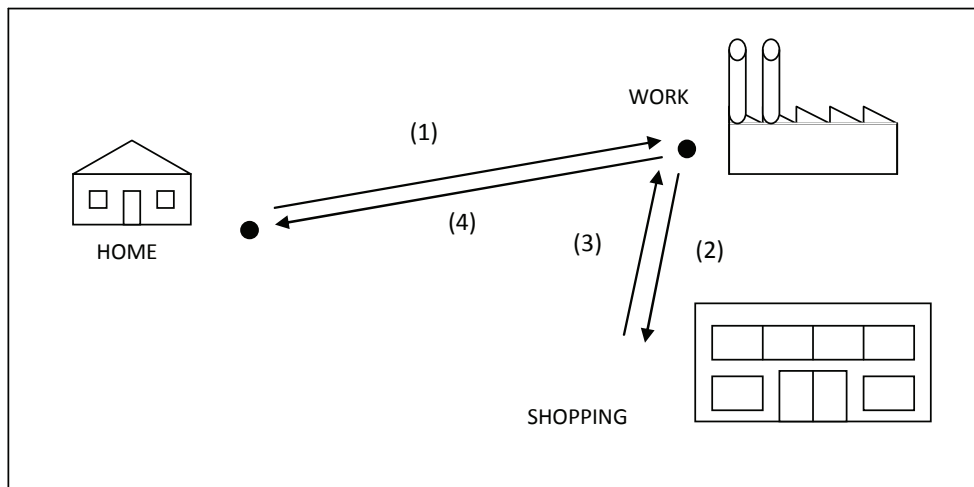 WORK
(1)
(4)
HOME
(3)
(2)
SHOPPING